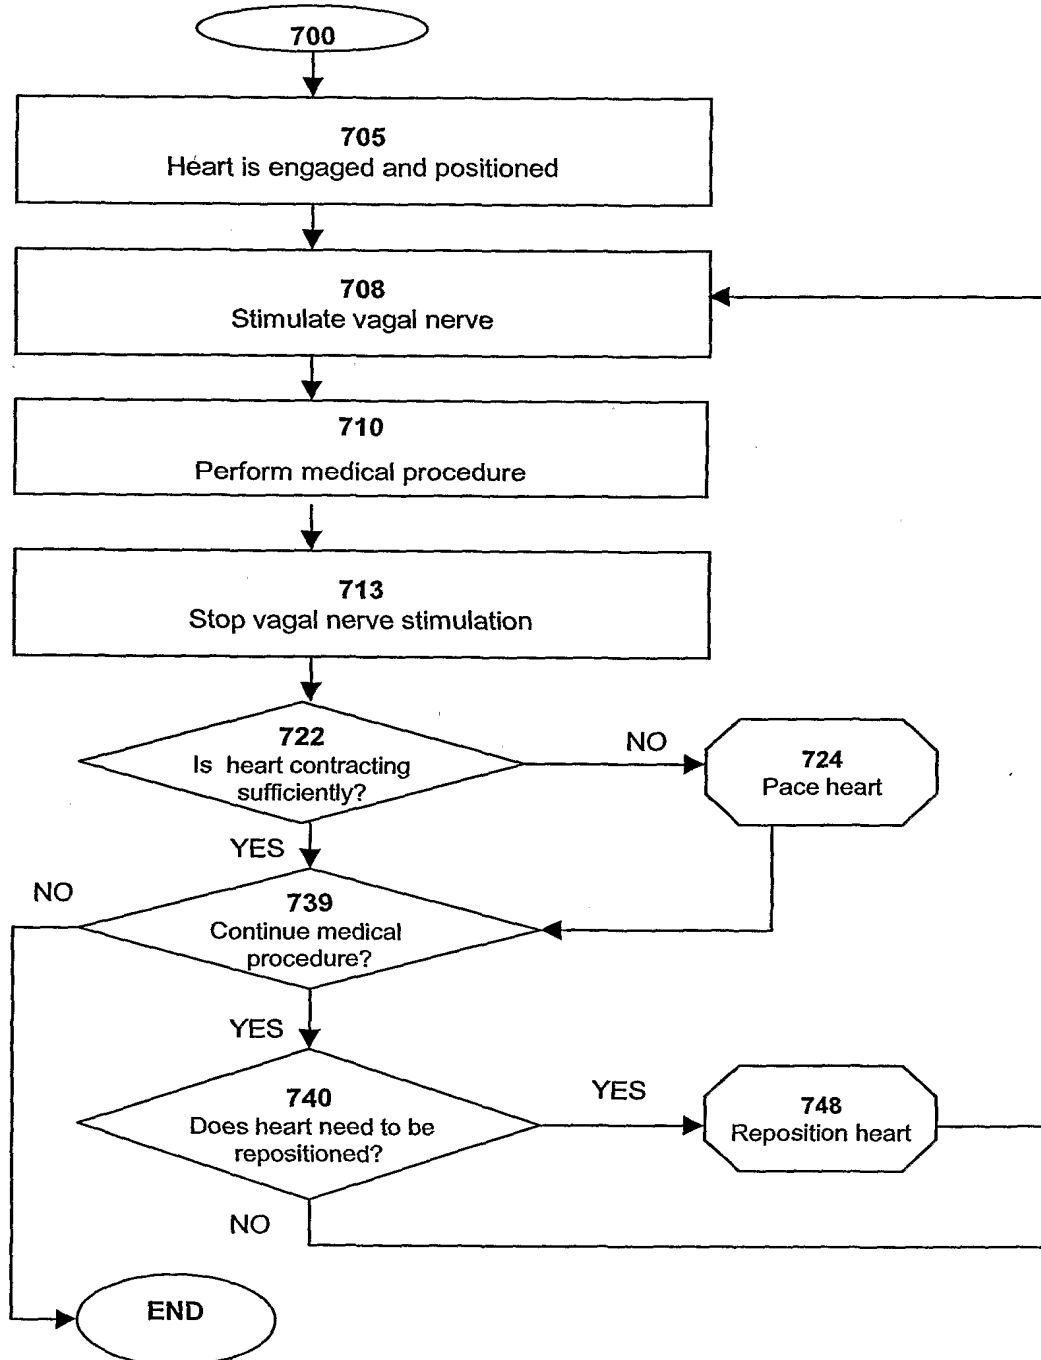 700
705
Heart is engaged and positioned
708
Stimulate vagal nerve
710
Perform medical procedure
713
Stop vagal nerve stimulation
722
Is heart contracting
sufficiently?
NO
724
Pace heart
YES
NO
739
Continue medical
procedure?
YES
740
Does heart need to be
repositioned?
YES
748
Reposition heart
NO
END